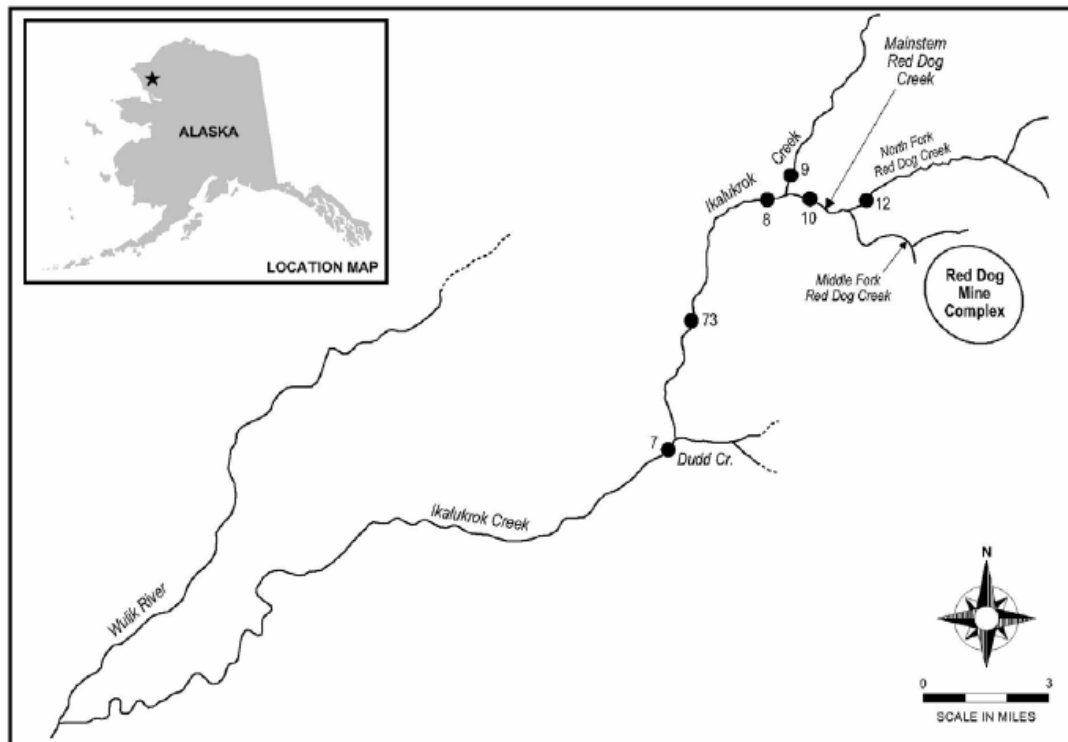 ALASKA
LOCATION MAP
Mainstem
Red Dog
Creek
North Fork
Red Dog Creek
Ikalukrok Creek
9
8
10
12
Middle Fork
Red Dog Creek
Red Dog
Mine
Complex
73
7
Dudd Cr.
Ikalukrok Creek
Wulik River
N
0
3
SCALE IN MILES